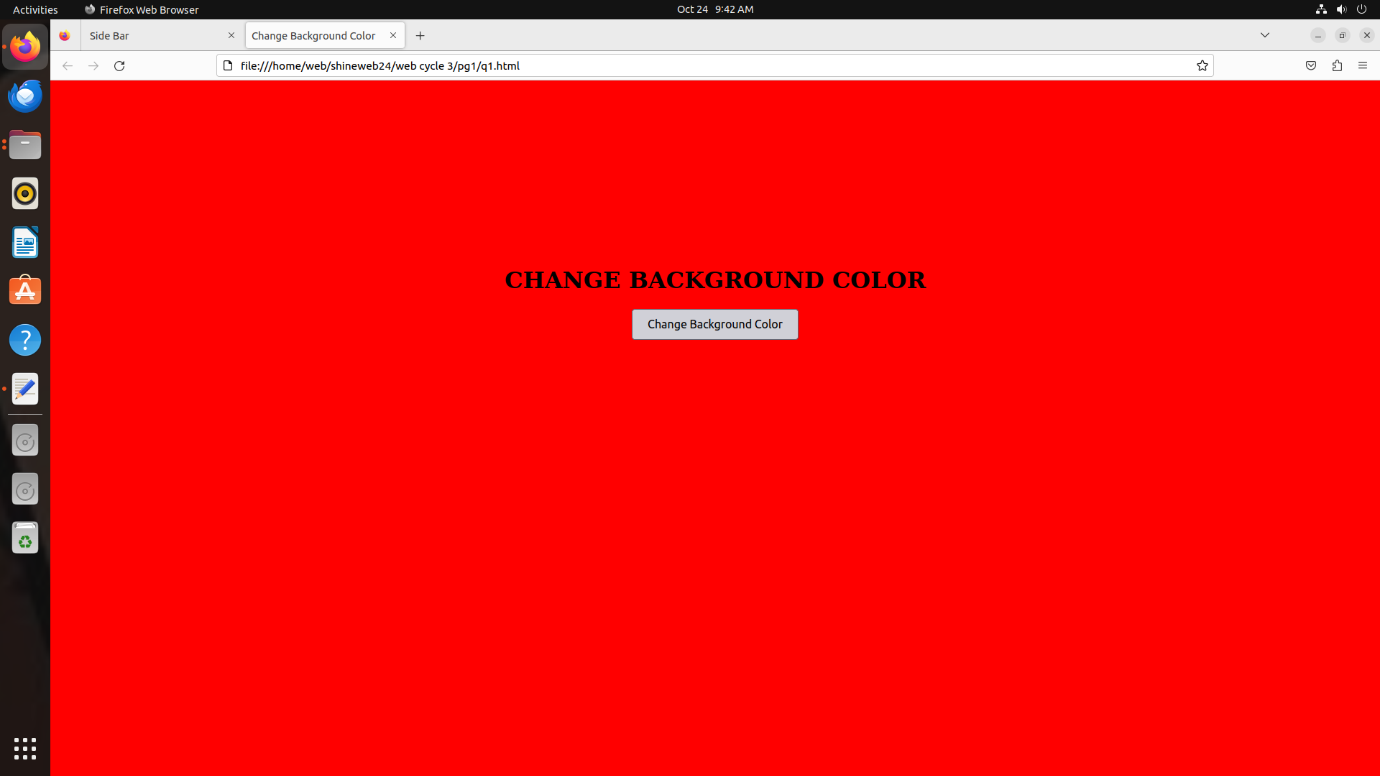 Activities Firefox Web Browser Oct 24 9:42 AM
Side Bar Change Background Color
file:///home/web/shineweb24/web cycle 3/pg1/q1.html
CHANGE BACKGROUND COLOR
Change Background Color